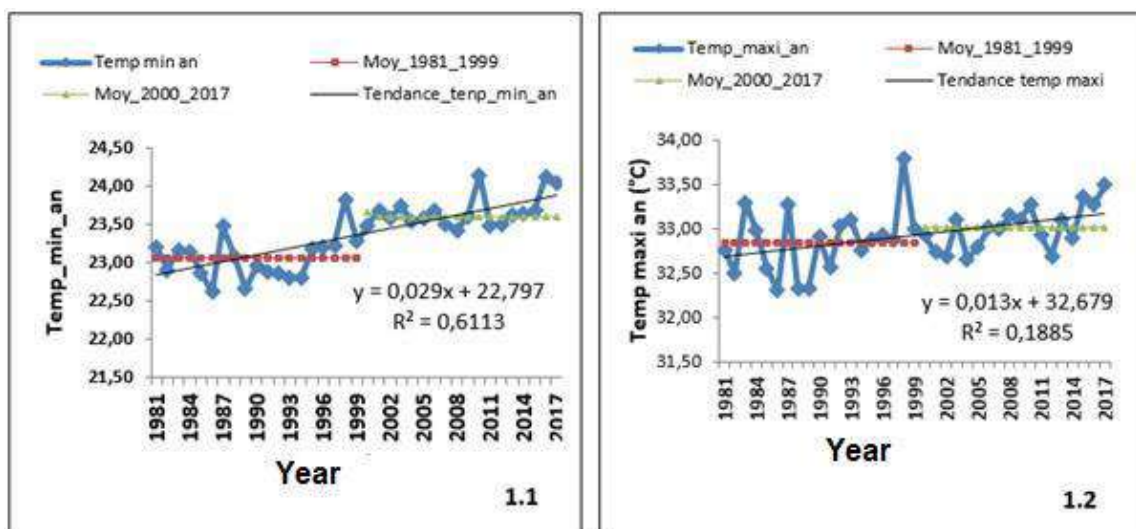 Temp min an
Moy_1981_1999
Moy_2000_2017
Tendance_tenp_min_an
24,50
24,00
23,50
23,00
22,50
22,00
21,50
Temp_min_an
y = 0,029x + 22,797
R² = 0,6113
1981
1984
1987
1990
1993
1996
1999
2002
2005
2008
2011
2014
2017
Year
1.1
Temp_maxi_an
Moy_1981_1999
Moy_2000_2017
Tendance temp maxi
34,00
33,50
33,00
32,50
32,00
31,50
Temp maxi an (°C)
y = 0,013x + 32,679
R² = 0,1885
1981
1984
1987
1990
1993
1996
1999
2002
2005
2008
2011
2014
2017
Year
1.2